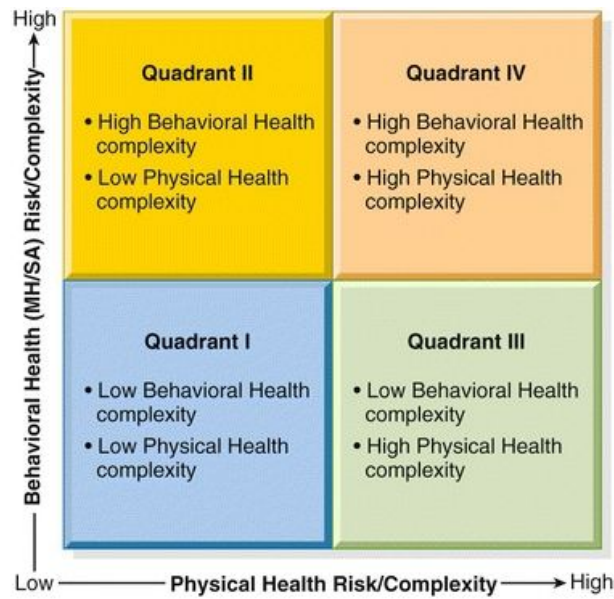 High
Behavioral Health (MH/SA) Risk/Complexity
Quadrant II
• High Behavioral Health
complexity
• Low Physical Health
complexity
Quadrant IV
• High Behavioral Health
complexity
• High Physical Health
complexity
Quadrant I
• Low Behavioral Health
complexity
• Low Physical Health
complexity
Quadrant III
• Low Behavioral Health
complexity
• High Physical Health
complexity
Low
Physical Health Risk/Complexity
High